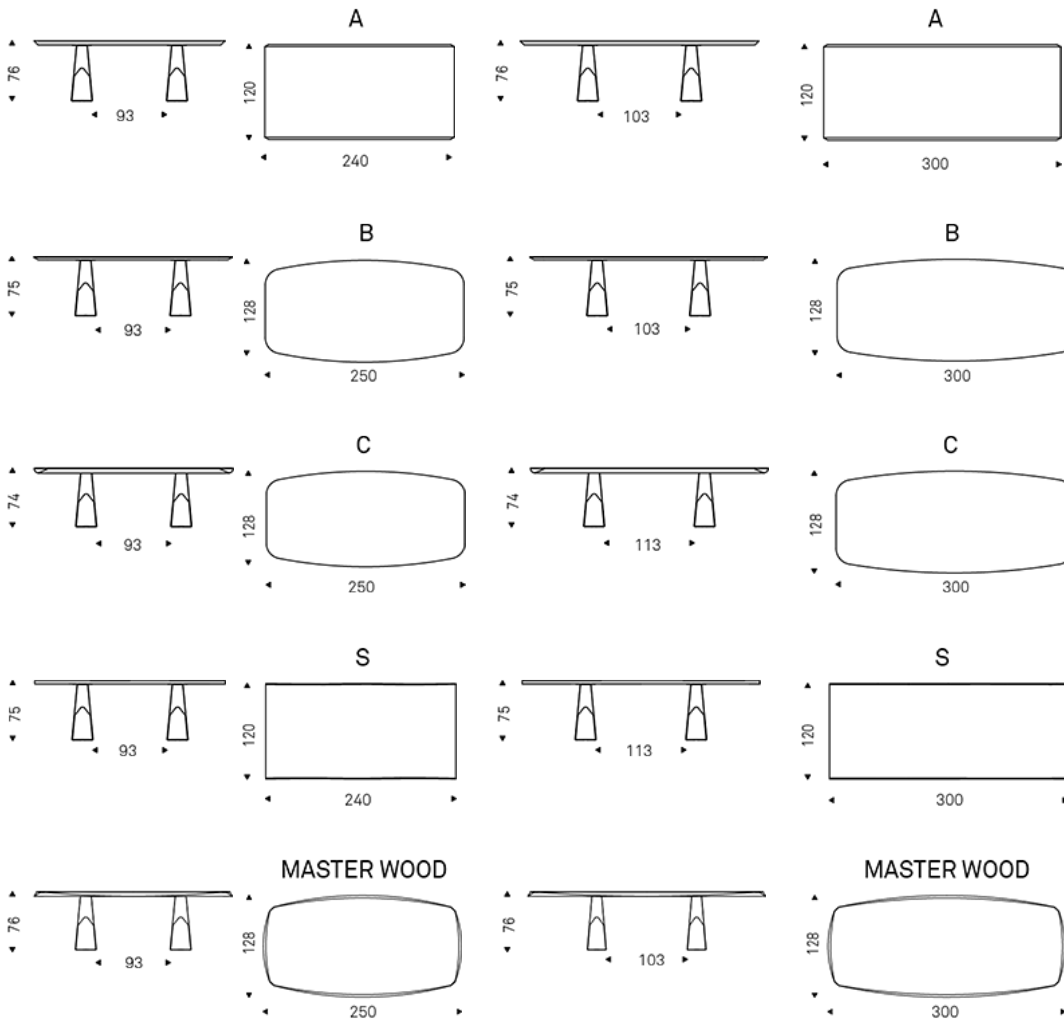 A A
76 93 120 240 76 103 120 300
B B
75 93 128 250 75 103 128 300
C C
74 93 128 250 74 113 128 300
S S
75 93 120 240 75 113 120 300
MASTER WOOD MASTER WOOD
76 93 128 250 76 103 128 300